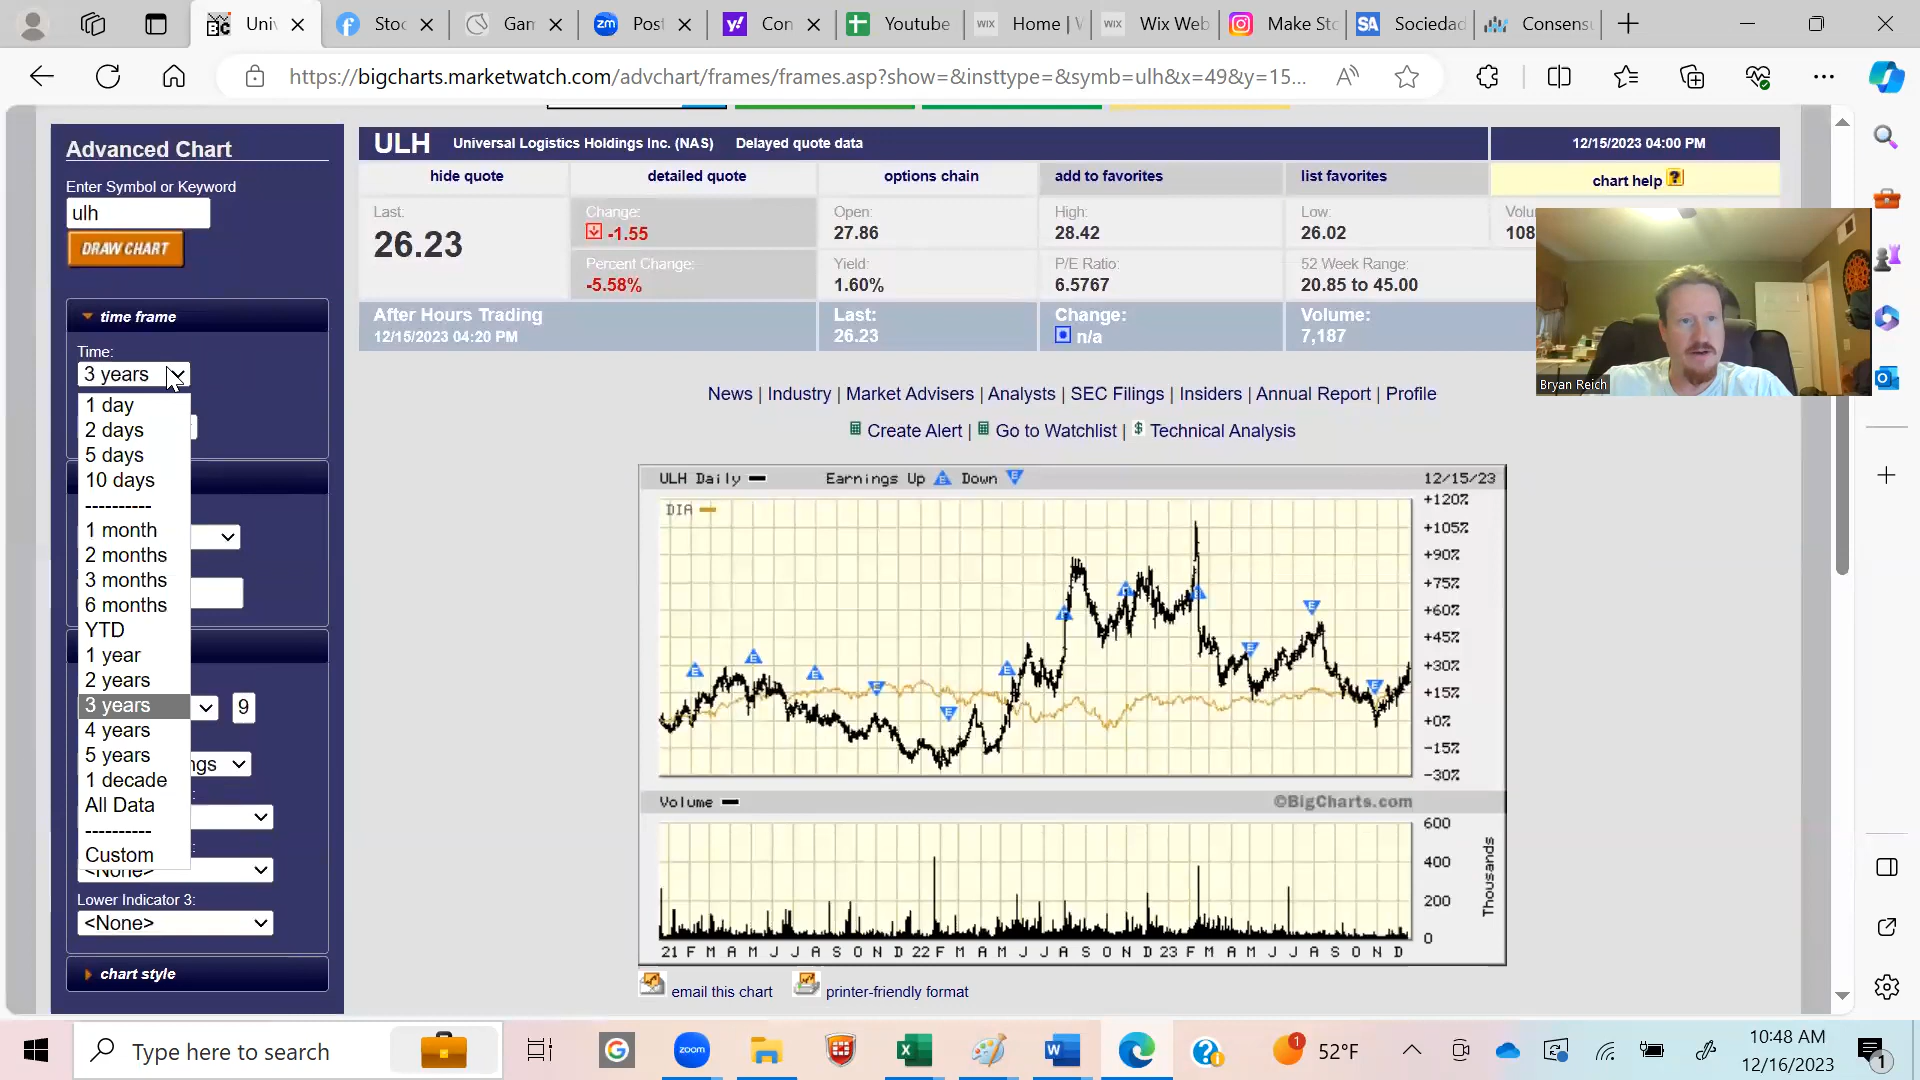 Univ
Stoc
Gam
Post
Con
Youtube
Home | W
Wix Web
Make Sto
Sociedad
Consens
https://bigcharts.marketwatch.com/advchart/frames/frames.asp?show=&insttype=&symb=ulh&x=49&y=15...
Advanced Chart
Enter Symbol or Keyword
ulh
DRAW CHART
time frame
Time:
3 years
1 day
2 days
5 days
10 days
----------
1 month
2 months
3 months
6 months
YTD
1 year
2 years
3 years
9
4 years
5 years
ngs
1 decade
All Data
----------
Custom
<None>
Lower Indicator 3:
<None>
chart style
ULH Universal Logistics Holdings Inc. (NAS) Delayed quote data 12/15/2023 04:00 PM
hide quote detailed quote options chain add to favorites list favorites chart help ?
Last: Change: Open: High: Low: Volu
26.23 -1.55 27.86 28.42 26.02 108
Percent Change: Yield: P/E Ratio: 52 Week Range:
-5.58% 1.60% 6.5767 20.85 to 45.00
After Hours Trading Last: Change: Volume:
12/15/2023 04:20 PM 26.23 n/a 7,187
Bryan Reich
News | Industry | Market Advisers | Analysts | SEC Filings | Insiders | Annual Report | Profile
Create Alert | Go to Watchlist | $ Technical Analysis
ULH Daily Earnings Up E Down E 12/15/23
DIA
+120%
+105%
+90%
+75%
+60%
+45%
+30%
+15%
+0%
-15%
-30%
Volume ©BigCharts.com
600
400
200
0
Thousands
21 F M A M J J A S O N D 22 F M A M J J A S O N D 23 F M A M J J A S O N D
email this chart printer-friendly format
Type here to search
zoom
1
52°F
10:48 AM
12/16/2023
1